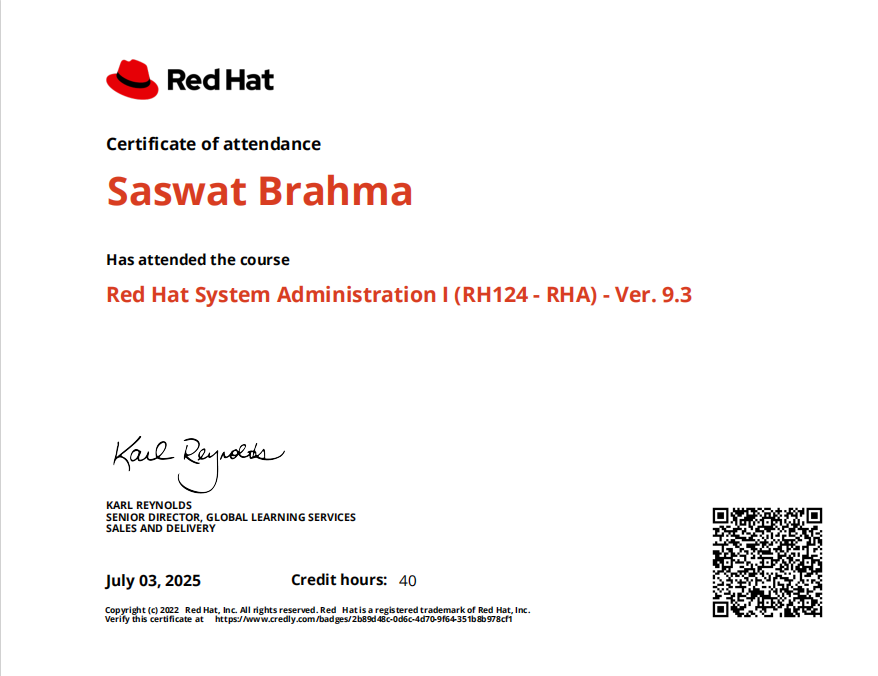 Red Hat
Certificate of attendance
Saswat Brahma
Has attended the course
Red Hat System Administration I (RH124 - RHA) - Ver. 9.3
Karl Reynolds
KARL REYNOLDS
SENIOR DIRECTOR, GLOBAL LEARNING SERVICES
SALES AND DELIVERY
July 03, 2025 Credit hours: 40
Copyright (c) 2022 Red Hat, Inc. All rights reserved. Red Hat is a registered trademark of Red Hat, Inc.
Verify this certificate at https://www.credly.com/badges/2b89d48c-0d6c-4d70-9f64-351b8b978cf1